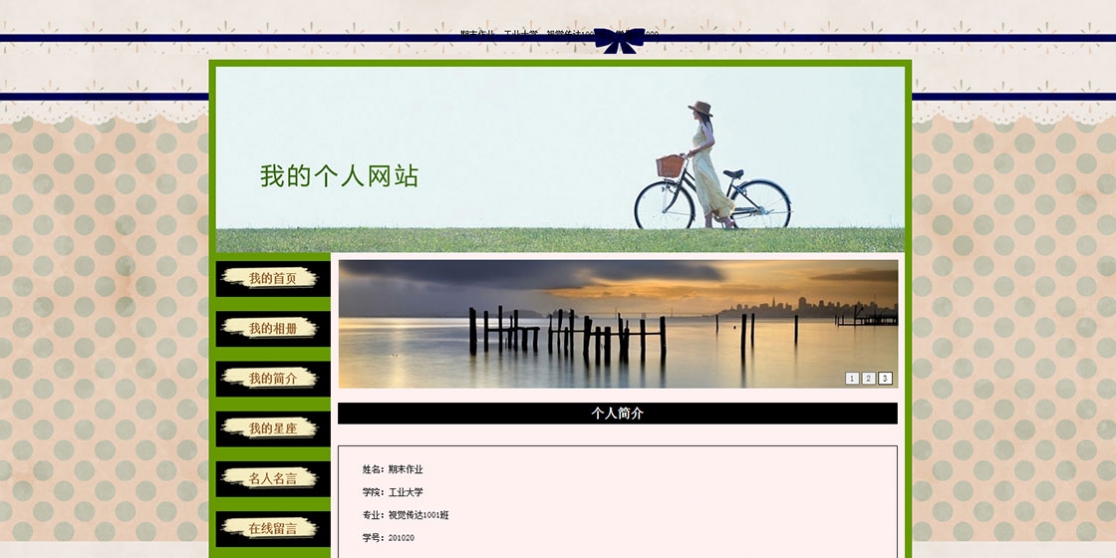 期末作业 工业大学 视觉传达10
我的个人网站
我的首页
我的相册
我的简介
我的星座
名人名言
在线留言
1 2 3
个人简介
姓名：期末作业
学院：工业大学
专业：视觉传达1001班
学号：201020